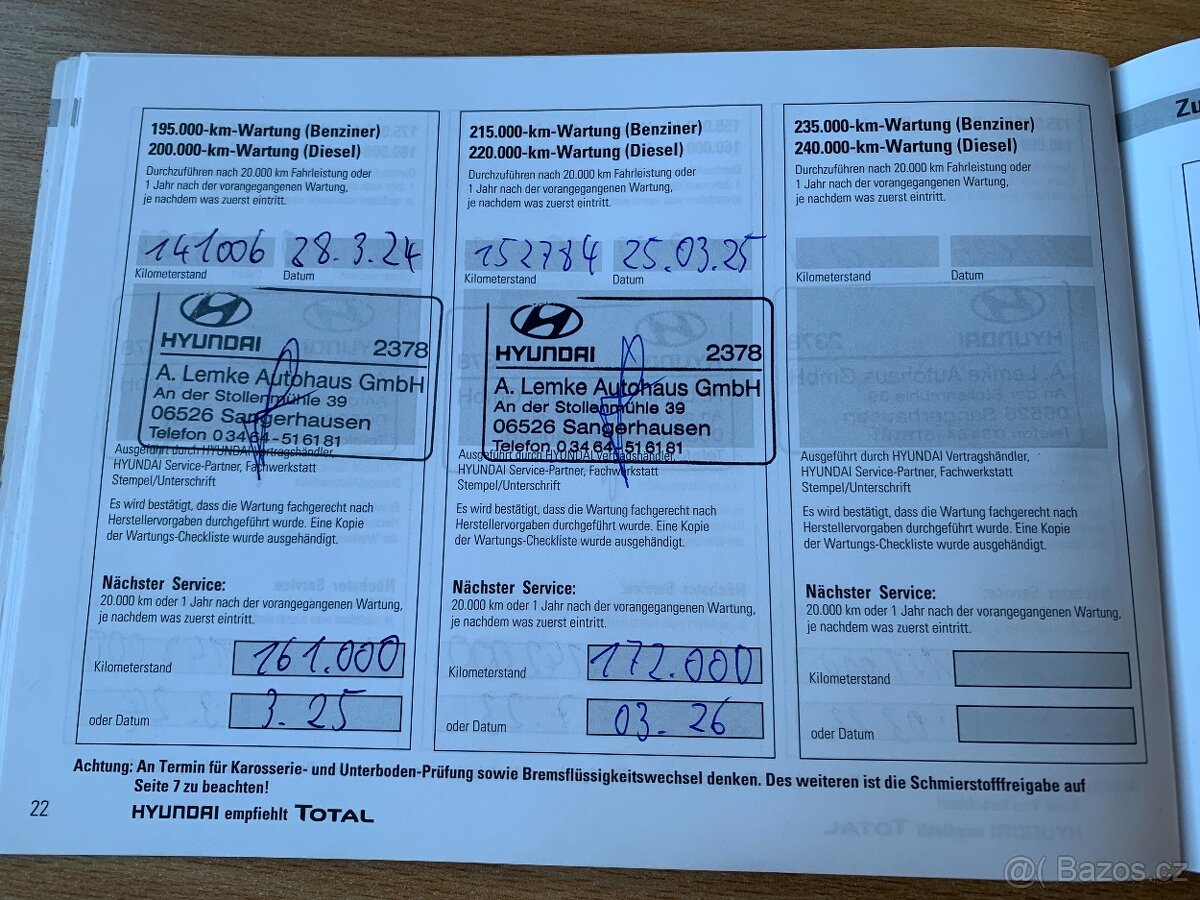 195.000-km-Wartung (Benziner)
200.000-km-Wartung (Diesel)
Durchzuführen nach 20.000 km Fahrleistung oder
1 Jahr nach der vorangegangenen Wartung,
je nachdem was zuerst eintritt.
141006 28.3.24
Kilometerstand Datum
HYUNDAI 2378
A. Lemke Autohaus GmbH
An der Stollenmühle 39
06526 Sangerhausen
Telefon 03464-516181
Ausgeführt durch HYUNDAI Vertragshändler,
HYUNDAI Service-Partner, Fachwerkstatt
Stempel/Unterschrift
Es wird bestätigt, dass die Wartung fachgerecht nach
Herstellervorgaben durchgeführt wurde. Eine Kopie
der Wartungs-Checkliste wurde ausgehändigt.
Nächster Service:
20.000 km oder 1 Jahr nach der vorangegangenen Wartung,
je nachdem was zuerst eintritt.
Kilometerstand 161.000
oder Datum 3.25
215.000-km-Wartung (Benziner)
220.000-km-Wartung (Diesel)
Durchzuführen nach 20.000 km Fahrleistung oder
1 Jahr nach der vorangegangenen Wartung,
je nachdem was zuerst eintritt.
152784 25.03.25
Kilometerstand Datum
HYUNDAI 2378
A. Lemke Autohaus GmbH
An der Stollenmühle 39
06526 Sangerhausen
Telefon 03464-516181
Ausgeführt durch HYUNDAI Vertragshändler,
HYUNDAI Service-Partner, Fachwerkstatt
Stempel/Unterschrift
Es wird bestätigt, dass die Wartung fachgerecht nach
Herstellervorgaben durchgeführt wurde. Eine Kopie
der Wartungs-Checkliste wurde ausgehändigt.
Nächster Service:
20.000 km oder 1 Jahr nach der vorangegangenen Wartung,
je nachdem was zuerst eintritt.
Kilometerstand 172.000
oder Datum 03.26
235.000-km-Wartung (Benziner)
240.000-km-Wartung (Diesel)
Durchzuführen nach 20.000 km Fahrleistung oder
1 Jahr nach der vorangegangenen Wartung,
je nachdem was zuerst eintritt.
Kilometerstand Datum
Ausgeführt durch HYUNDAI Vertragshändler,
HYUNDAI Service-Partner, Fachwerkstatt
Stempel/Unterschrift
Es wird bestätigt, dass die Wartung fachgerecht nach
Herstellervorgaben durchgeführt wurde. Eine Kopie
der Wartungs-Checkliste wurde ausgehändigt.
Nächster Service:
20.000 km oder 1 Jahr nach der vorangegangenen Wartung,
je nachdem was zuerst eintritt.
Kilometerstand
oder Datum
Achtung: An Termin für Karosserie- und Unterboden-Prüfung sowie Bremsflüssigkeitswechsel denken. Des weiteren ist die Schmierstofffreigabe auf
Seite 7 zu beachten!
22
HYUNDAI empfiehlt TOTAL
@( Bazos.cz